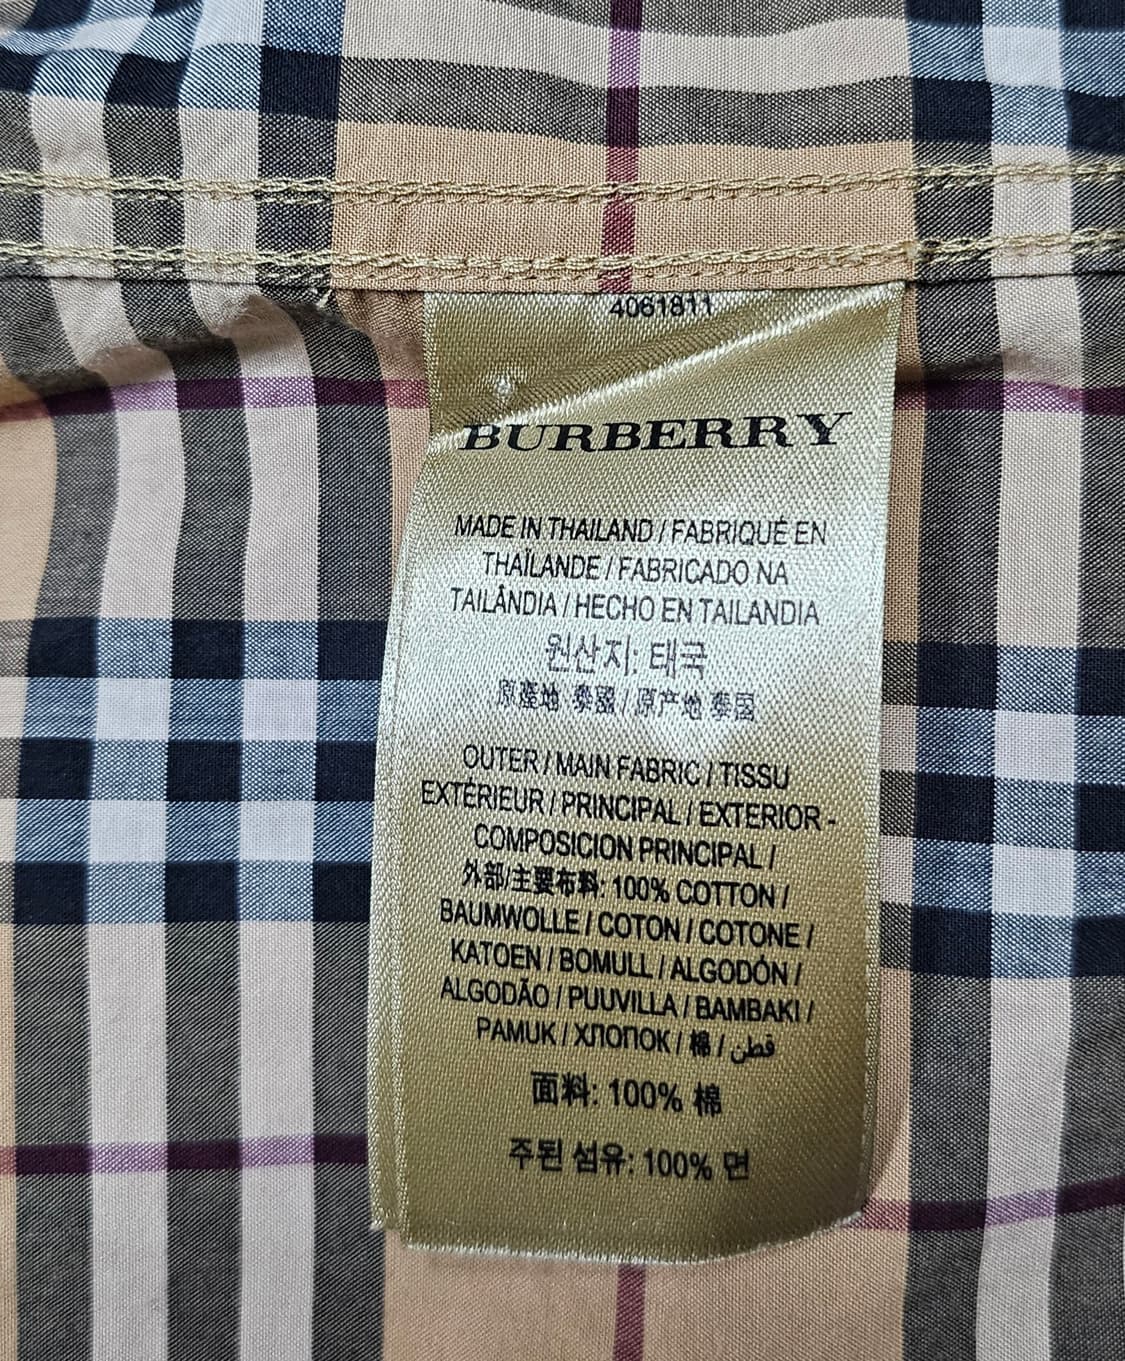 4061811
BURBERRY
MADE IN THAILAND / FABRIQUÉ EN
THAÏLANDE / FABRICADO NA
TAILÂNDIA / HECHO EN TAILANDIA
원산지: 태국
原產地 泰國 / 原产地 泰国
OUTER / MAIN FABRIC / TISSU
EXTÉRIEUR / PRINCIPAL / EXTERIOR -
COMPOSICION PRINCIPAL /
外部/主要布料: 100% COTTON /
BAUMWOLLE / COTON / COTONE /
KATOEN / BOMULL / ALGODÓN /
ALGODÃO / PUUVILLA / BAMBAKI /
PAMUK / ХЛОПОК / 棉 / قطن
面料: 100% 棉
주된 섬유: 100% 면